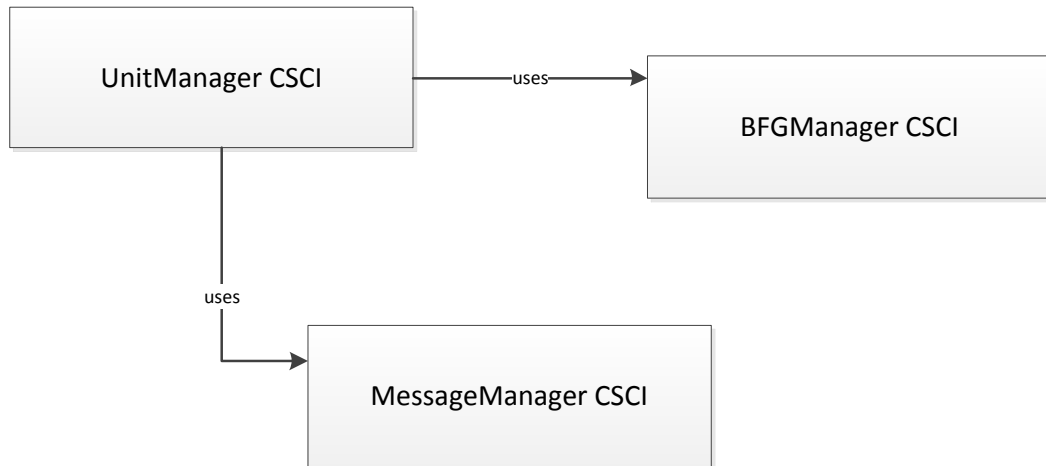 UnitManager CSCI
uses
BFGManager CSCI
uses
MessageManager CSCI